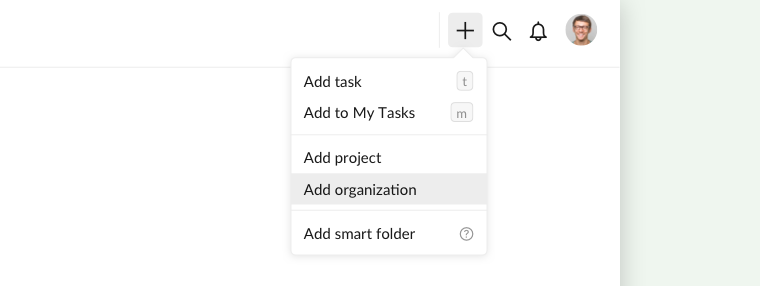 Add task t
Add to My Tasks m
Add project
Add organization
Add smart folder ?